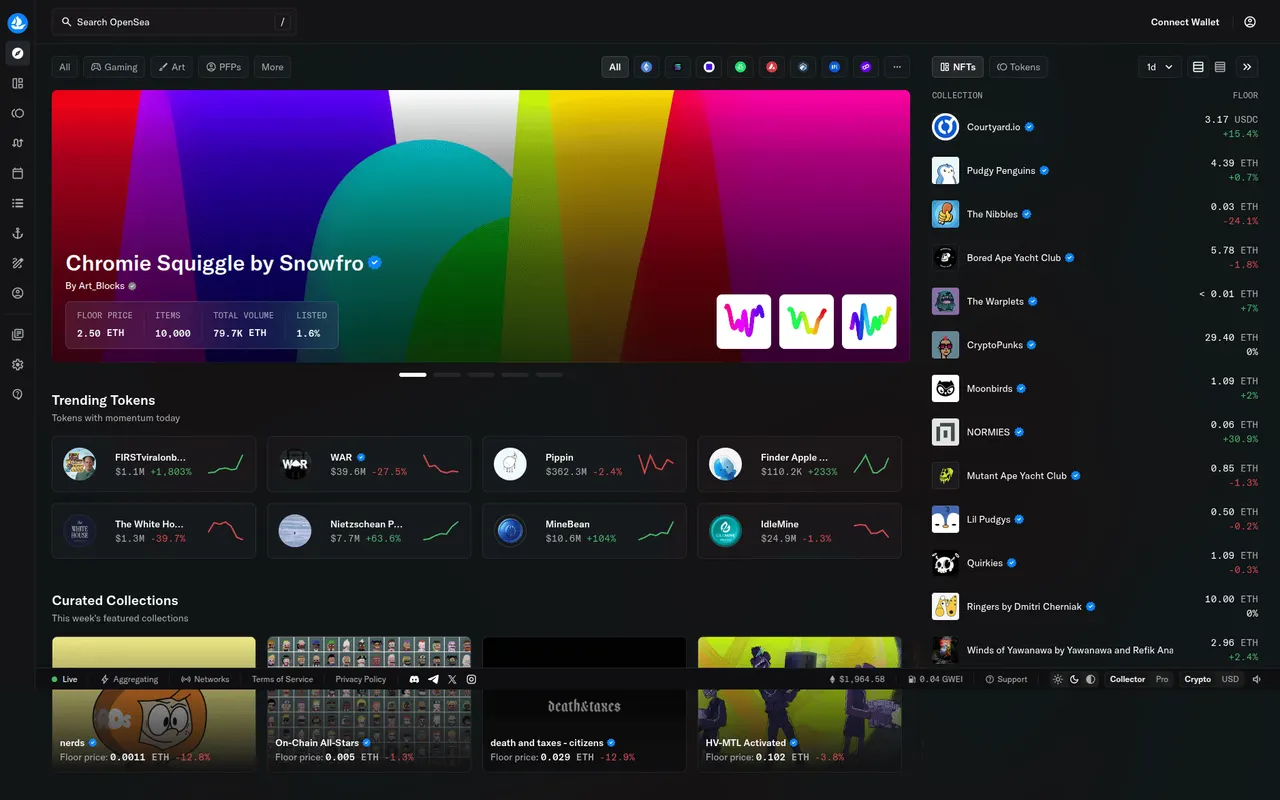 Search OpenSea /
Connect Wallet
All Gaming Art PFPs More
All
NFTs Tokens 1d
COLLECTION FLOOR
Chromie Squiggle by Snowfro
By Art_Blocks
FLOOR PRICE ITEMS TOTAL VOLUME LISTED
2.50 ETH 10,000 79.7K ETH 1.6%
Courtyard.io 3.17 USDC
+15.4%
Pudgy Penguins 4.39 ETH
+0.7%
The Nibbles 0.03 ETH
-24.1%
Bored Ape Yacht Club 5.78 ETH
-1.8%
The Warplets < 0.01 ETH
+7%
CryptoPunks 29.40 ETH
0%
Moonbirds 1.09 ETH
+2%
NORMIES 0.06 ETH
+30.9%
Mutant Ape Yacht Club 0.85 ETH
-1.3%
Lil Pudgys 0.50 ETH
-0.2%
Quirkies 1.09 ETH
-0.3%
Ringers by Dmitri Cherniak 10.00 ETH
0%
Winds of Yawanawa by Yawanawa and Refik Ana 2.96 ETH
+2.4%
Trending Tokens
Tokens with momentum today
FIRSTviralonb...
$1.1M +1,803%
WAR
WAR
$39.6M -27.5%
Pippin
$362.3M -2.4%
Finder Apple ...
$110.2K +233%
The White Ho...
$1.3M -39.7%
THE WHITE HOUSE
Nietzschean P...
$7.7M +63.6%
MineBean
$10.6M +104%
IdleMine
$24.9M -1.3%
Curated Collections
This week's featured collections
Live Aggregating Networks Terms of Service Privacy Policy $1,964.58 0.04 GWEI Support Collector Pro Crypto USD
death&taxes
nerds
Floor price: 0.0011 ETH -12.8%
On-Chain All-Stars
Floor price: 0.005 ETH -1.3%
death and taxes - citizens
Floor price: 0.029 ETH -12.9%
HV-MTL Activated
Floor price: 0.102 ETH -3.8%